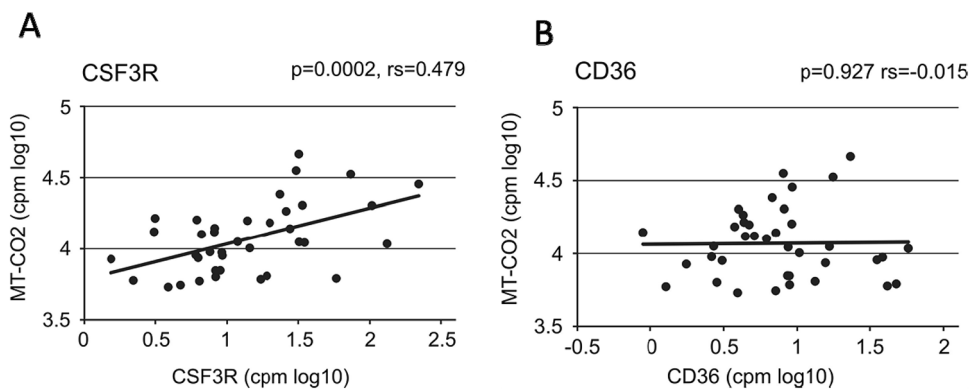 A
CSF3R
p=0.0002, rs=0.479
MT-CO2 (cpm log10)
5
4.5
4
3.5
0
0.5
1
1.5
2
2.5
CSF3R (cpm log10)
B
CD36
p=0.927 rs=-0.015
MT-CO2 (cpm log10)
5
4.5
4
3.5
-0.5
0
0.5
1
1.5
2
CD36 (cpm log10)